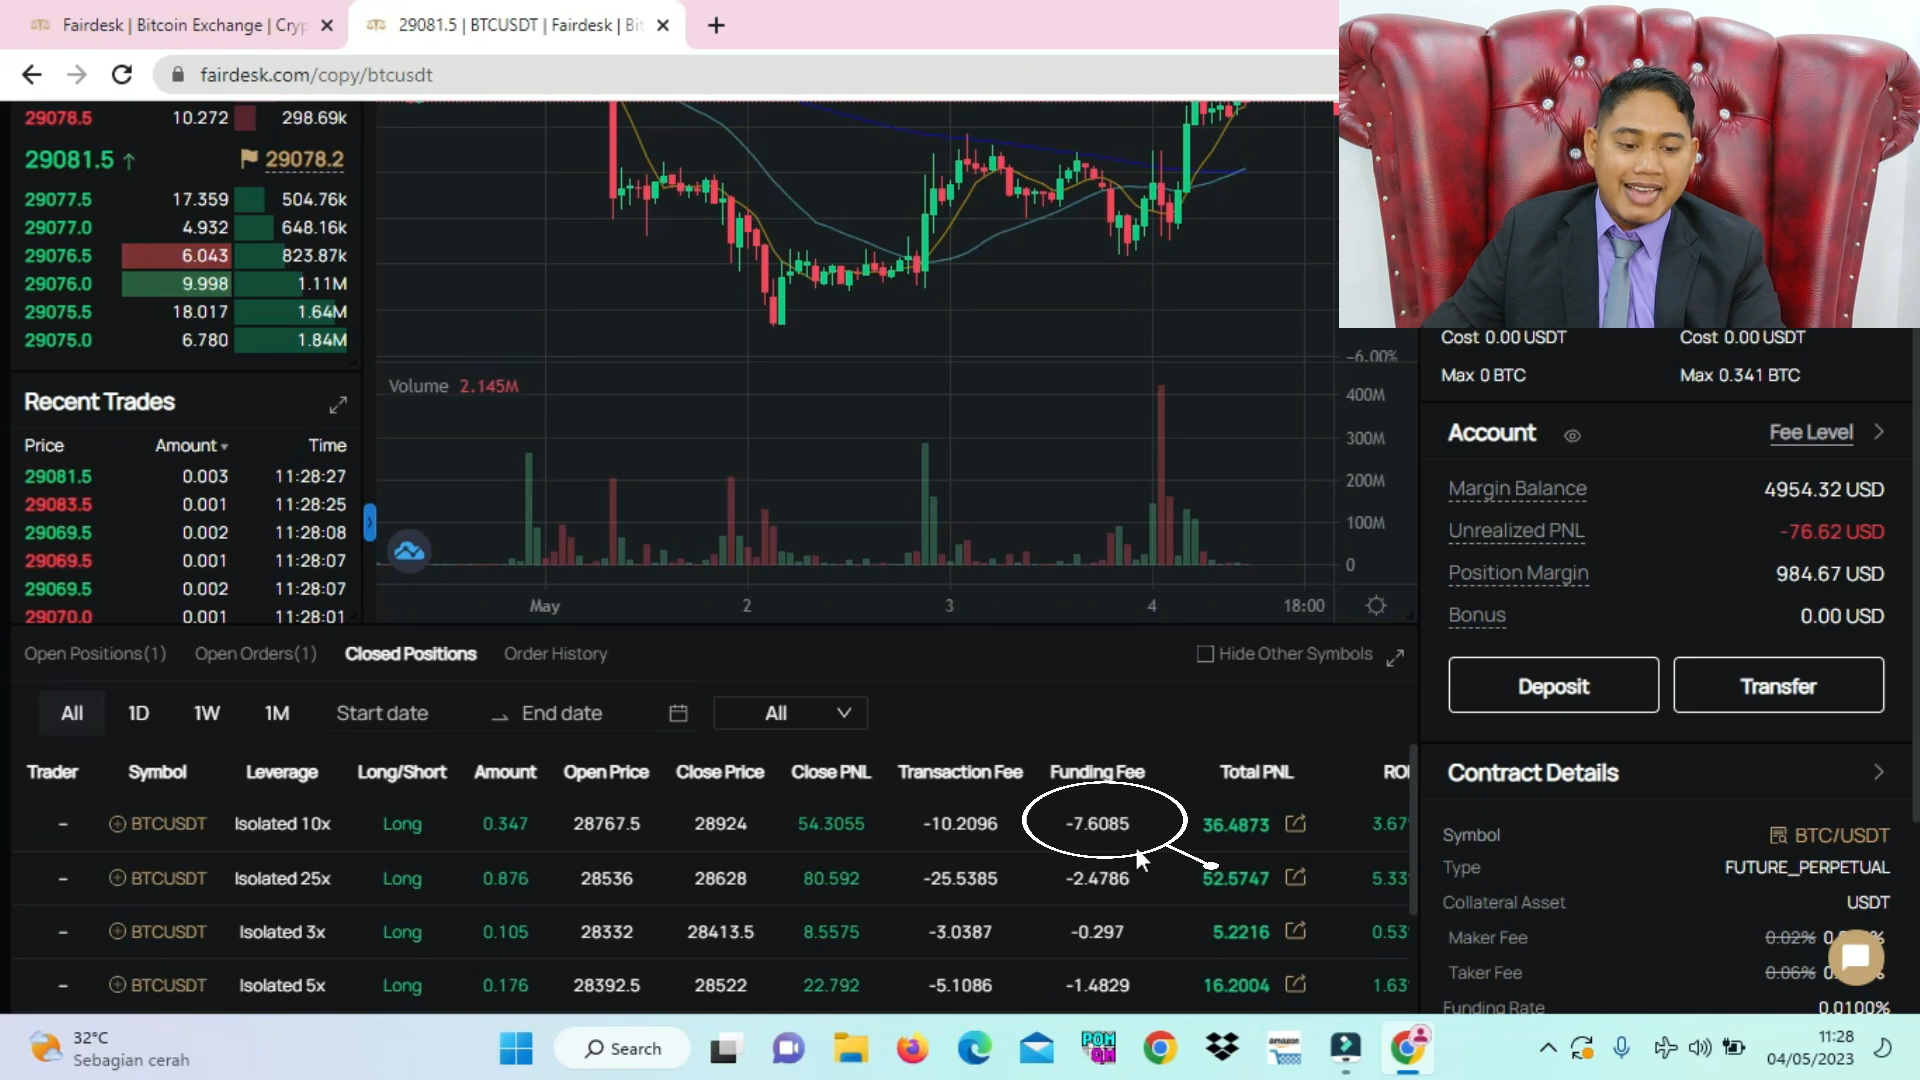 Fairdesk | Bitcoin Exchange | Cryp
29081.5 | BTCUSDT | Fairdesk | Bit
fairdesk.com/copy/btcusdt
29078.5 10.272 298.69k
29081.5 ↑ 29078.2
29077.5 17.359 504.76k
29077.0 4.932 648.16k
29076.5 6.043 823.87k
29076.0 9.998 1.11M
29075.5 18.017 1.64M
29075.0 6.780 1.84M
Recent Trades
Price Amount Time
29081.5 0.003 11:28:27
29083.5 0.001 11:28:25
29069.5 0.002 11:28:08
29069.5 0.001 11:28:07
29069.5 0.002 11:28:07
29070.0 0.001 11:28:01
-6.00%
Volume 2.145M
400M
300M
200M
100M
0
May 2 3 4 18:00
Cost 0.00 USDT Cost 0.00 USDT
Max 0 BTC Max 0.341 BTC
Account Fee Level
Margin Balance 4954.32 USD
Unrealized PNL -76.62 USD
Position Margin 984.67 USD
Bonus 0.00 USD
Deposit Transfer
Contract Details
Symbol BTC/USDT
Type FUTURE_PERPETUAL
Collateral Asset USDT
Maker Fee 0.02%
Taker Fee 0.06%
Funding Rate 0.0100%
Open Positions(1) Open Orders(1) Closed Positions Order History Hide Other Symbols
All 1D 1W 1M Start date End date All
Trader Symbol Leverage Long/Short Amount Open Price Close Price Close PNL Transaction Fee Funding Fee Total PNL ROI
– BTCUSDT Isolated 10x Long 0.347 28767.5 28924 54.3055 -10.2096 -7.6085 36.4873 3.67
– BTCUSDT Isolated 25x Long 0.876 28536 28628 80.592 -25.5385 -2.4786 52.5747 5.33
– BTCUSDT Isolated 3x Long 0.105 28332 28413.5 8.5575 -3.0387 -0.297 5.2216 0.53
– BTCUSDT Isolated 5x Long 0.176 28392.5 28522 22.792 -5.1086 -1.4829 16.2004 1.63
32°C
Sebagian cerah
Search
POM QM
amazon
11:28
04/05/2023